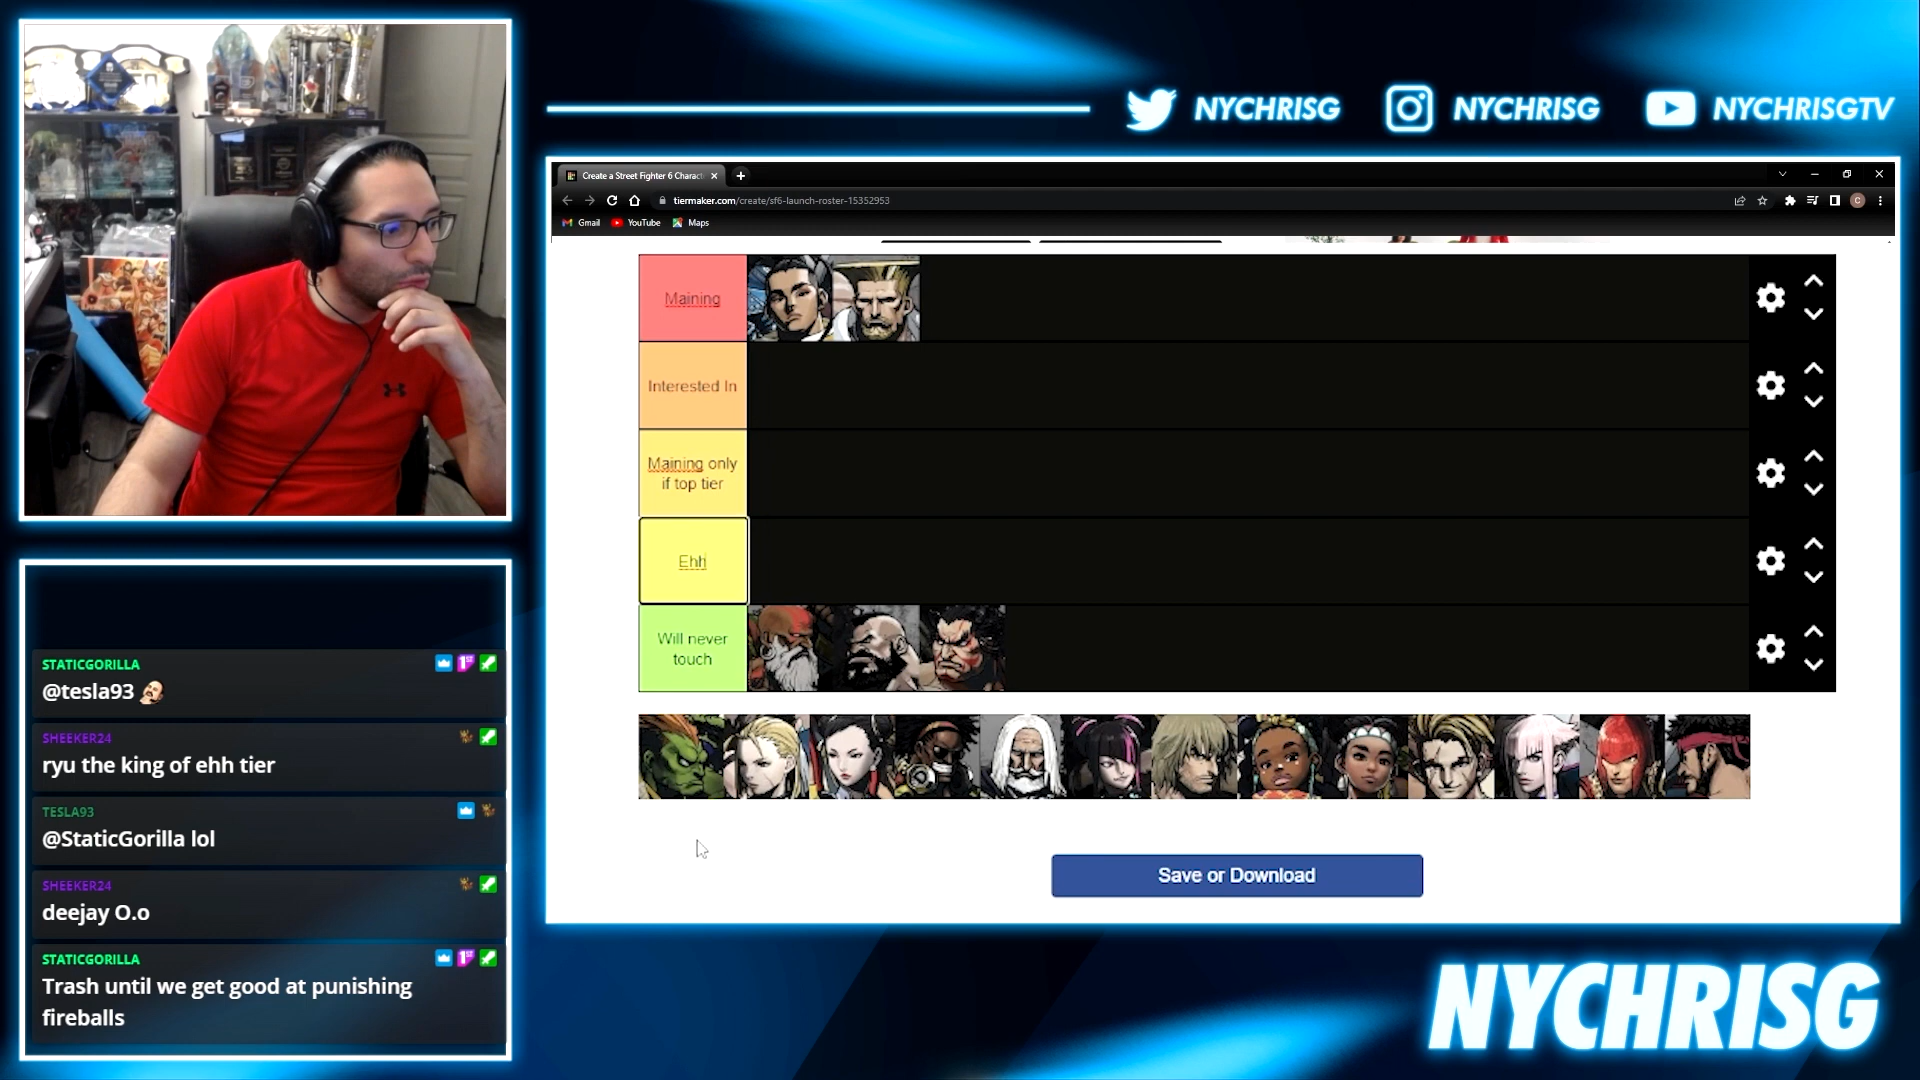 NYCHRISG NYCHRISG NYCHRISGTV
Create a Street Fighter 6 Charact
tiermaker.com/create/sf6-launch-roster-15352953
Gmail YouTube Maps
Maining
Interested In
Maining only
if top tier
Ehh
Will never
touch
Save or Download
STATICGORILLA
@tesla93
SHEEKER24
ryu the king of ehh tier
TESLA93
@StaticGorilla lol
SHEEKER24
deejay O.o
STATICGORILLA
Trash until we get good at punishing
fireballs
NYCHRISG